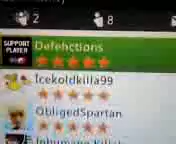 2 8
SUPPORT PLAYER
Defehctions
Icekoldkilla99
ObligedSpartan